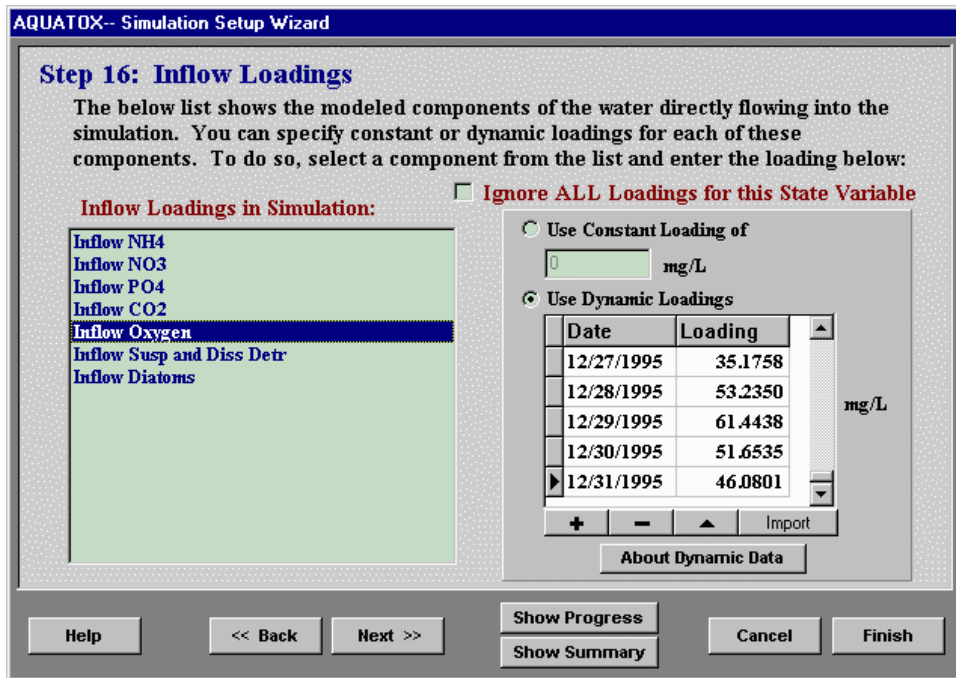 AQUATOX-- Simulation Setup Wizard
Step 16: Inflow Loadings
The below list shows the modeled components of the water directly flowing into the
simulation. You can specify constant or dynamic loadings for each of these
components. To do so, select a component from the list and enter the loading below:
Ignore ALL Loadings for this State Variable
Inflow Loadings in Simulation:
Inflow NH4
Inflow NO3
Inflow PO4
Inflow CO2
Inflow Oxygen
Inflow Susp and Diss Detr
Inflow Diatoms
Use Constant Loading of
0 mg/L
Use Dynamic Loadings
Date Loading
12/27/1995 35.1758
12/28/1995 53.2350
12/29/1995 61.4438
12/30/1995 51.6535
12/31/1995 46.0801
mg/L
+ - Import
About Dynamic Data
Help << Back Next >> Show Progress Cancel Finish
Show Summary